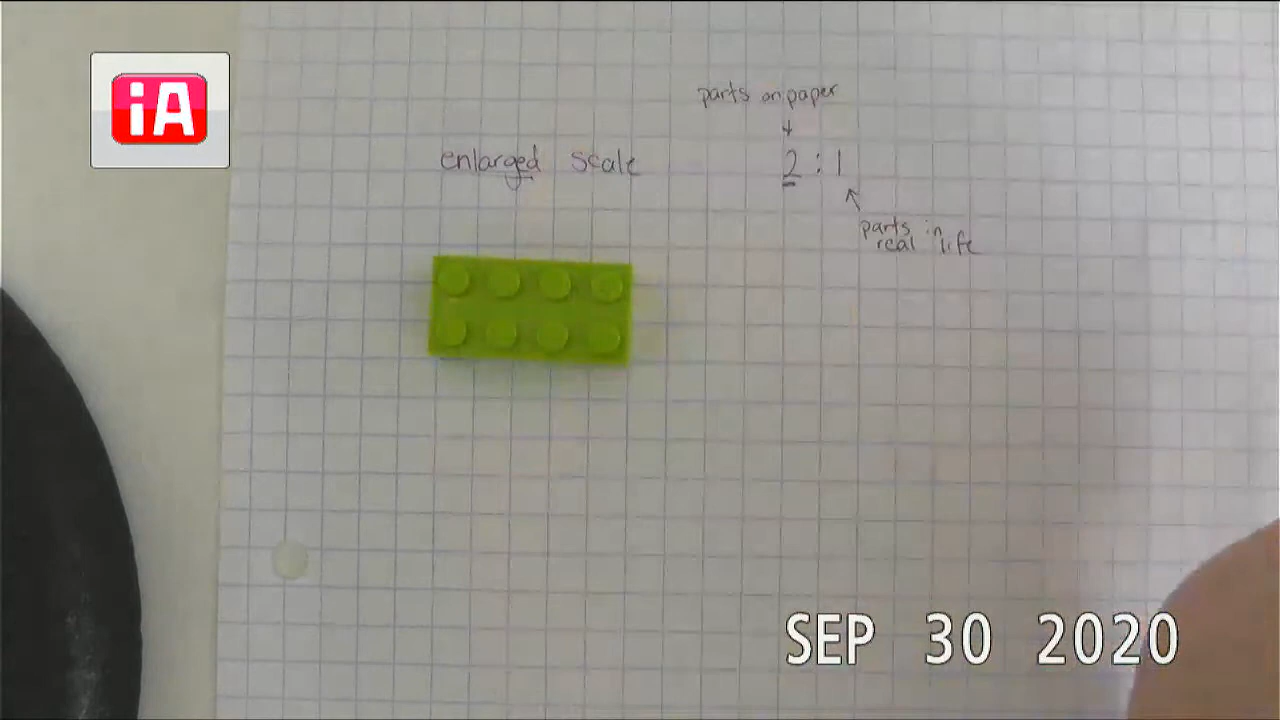 iA
parts on paper
enlarged scale
2 : 1
parts in
real life
SEP 30 2020